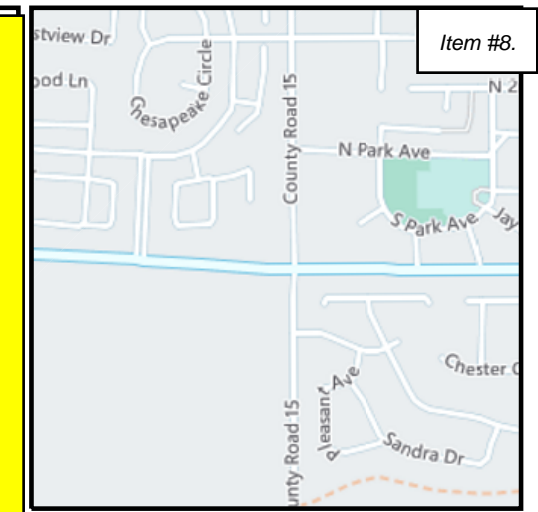 Item #8.
stview Dr
ood Ln
Chesapeake Circle
County Road 15
N 2
N Park Ave
S Park Ave
Jay
Chester C
Pleasant Ave
Sandra Dr
unty Road 15